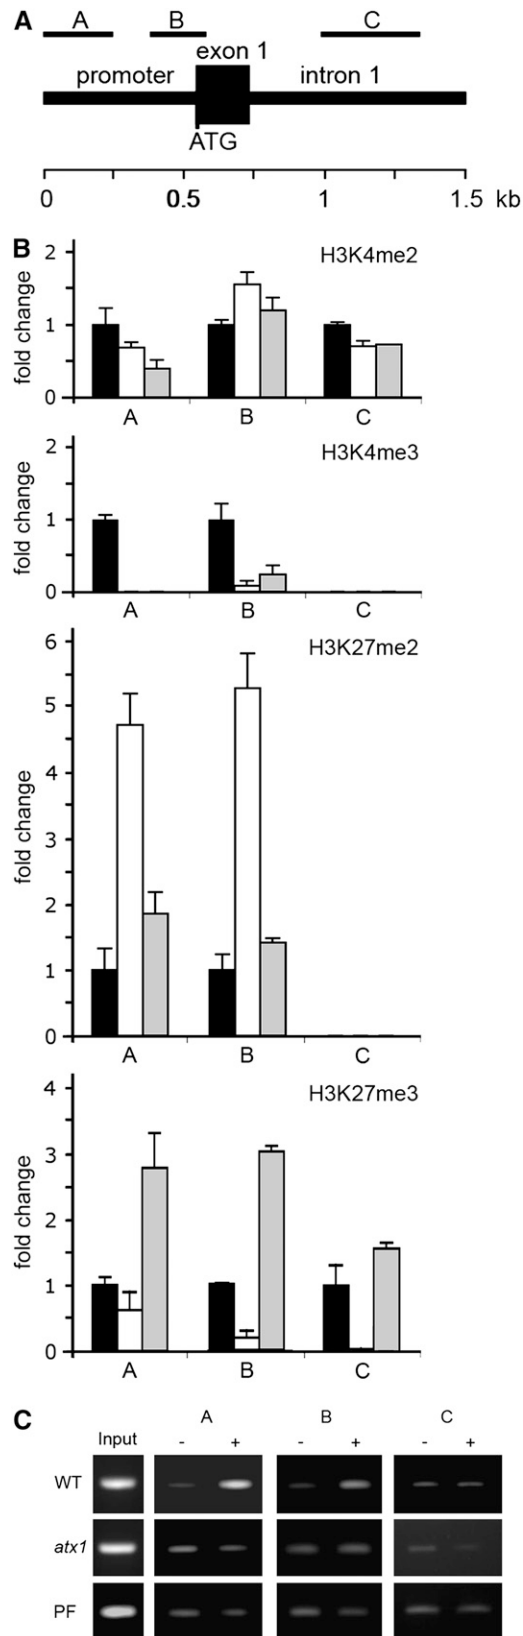 A
A B C
exon 1
promoter intron 1
ATG
0 0.5 1 1.5 kb
B
H3K4me2
fold change
2
1
0
A B C
H3K4me3
fold change
2
1
0
A B C
H3K27me2
fold change
6
5
4
3
2
1
0
A B C
H3K27me3
fold change
4
3
2
1
0
A B C
C
A B C
Input - + - + - +
WT
atx1
PF